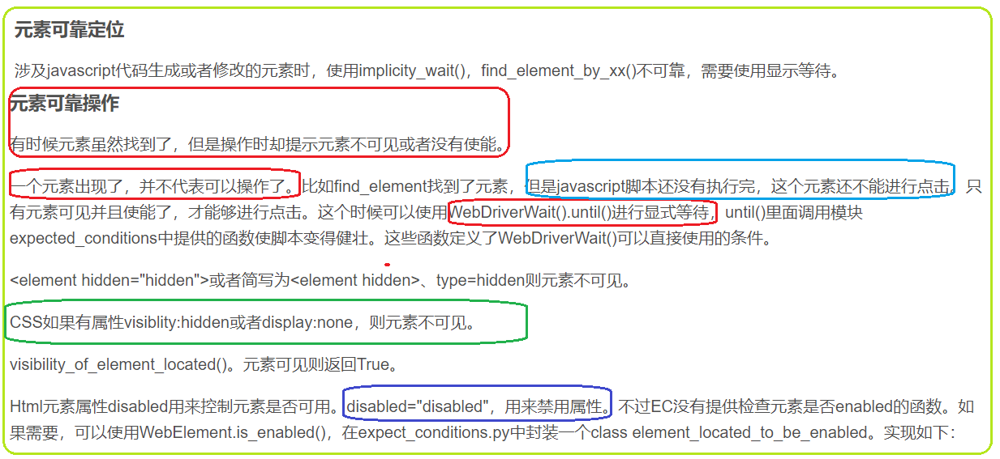 元素可靠定位
涉及javascript代码生成或者修改的元素时，使用implicity_wait()，find_element_by_xx()不可靠，需要使用显示等待。
元素可靠操作
有时候元素虽然找到了，但是操作时却提示元素不可见或者没有使能。
一个元素出现了，并不代表可以操作了。比如find_element找到了元素，但是javascript脚本还没有执行完，这个元素还不能进行点击。只
有元素可见并且使能了，才能够进行点击。这个时候可以使用WebDriverWait().until()进行显式等待，until()里面调用模块
expected_conditions中提供的函数使脚本变得健壮。这些函数定义了WebDriverWait()可以直接使用的条件。
<element hidden="hidden">或者简写为<element hidden>、type=hidden则元素不可见。
CSS如果有属性visiblity:hidden或者display:none，则元素不可见。
visibility_of_element_located()。元素可见则返回True。
Html元素属性disabled用来控制元素是否可用。disabled="disabled"，用来禁用属性。不过EC没有提供检查元素是否enabled的函数。如
果需要，可以使用WebElement.is_enabled()，在expect_conditions.py中封装一个class element_located_to_be_enabled。实现如下：